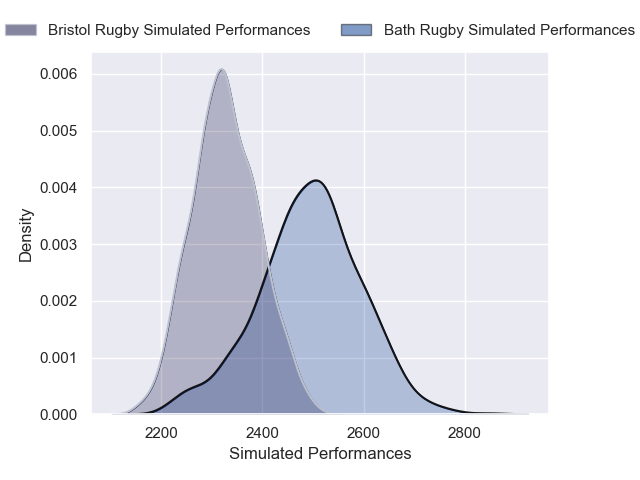 Bristol Rugby Simulated Performances
Bath Rugby Simulated Performances
0.006
0.005
0.004
0.003
0.002
0.001
0.000
Density
2200
2400
2600
2800
Simulated Performances